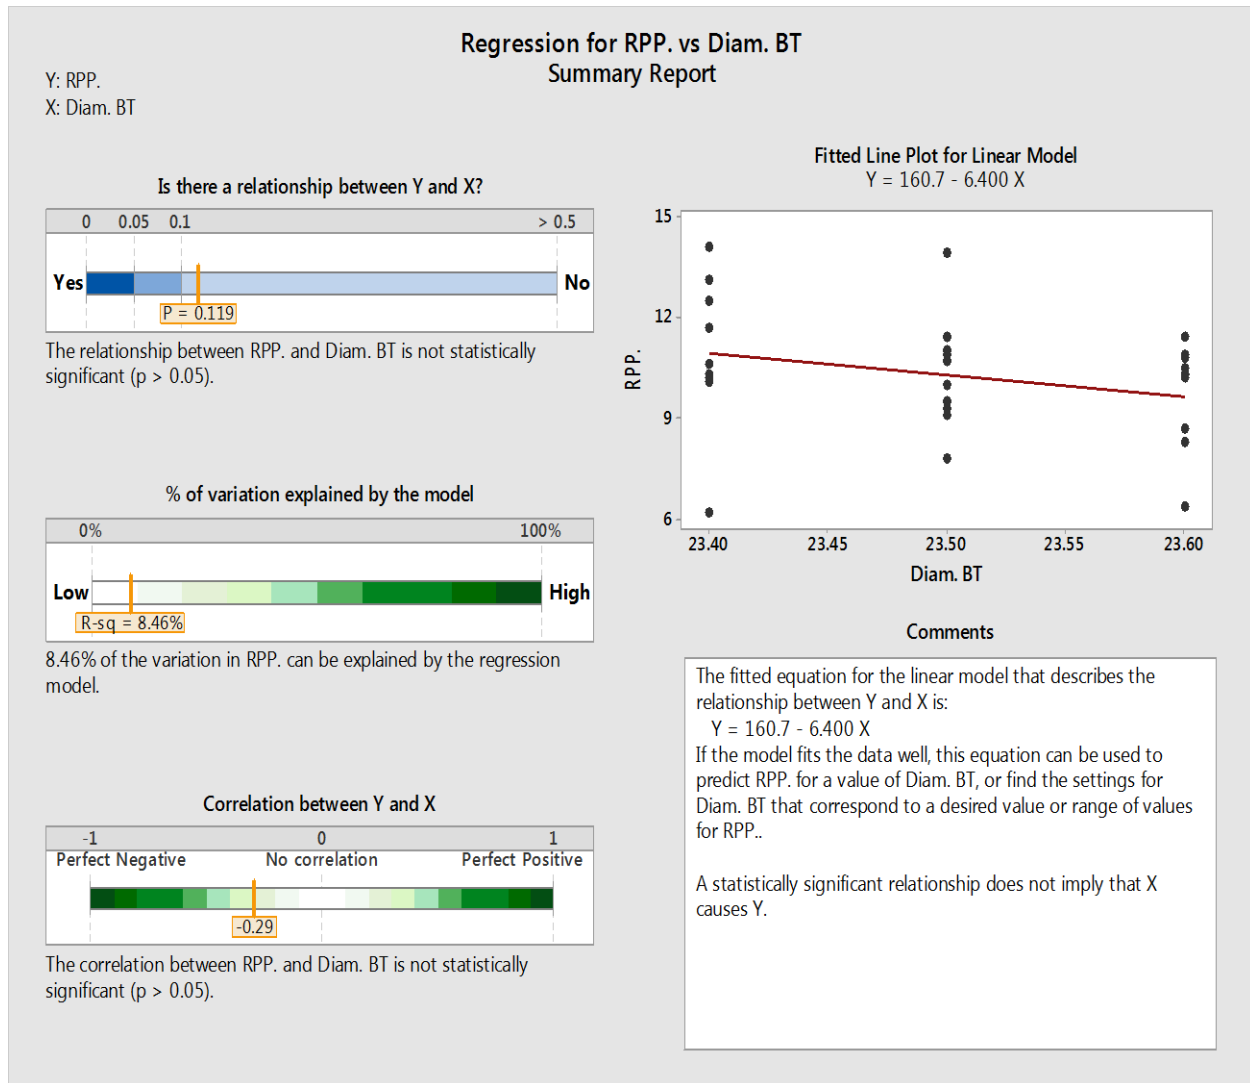 Regression for RPP. vs Diam. BT
Summary Report
Y: RPP.
X: Diam. BT
Is there a relationship between Y and X?
0 0.05 0.1 > 0.5
Yes No
P = 0.119
The relationship between RPP. and Diam. BT is not statistically
significant (p > 0.05).
% of variation explained by the model
0% 100%
Low High
R-sq = 8.46%
8.46% of the variation in RPP. can be explained by the regression
model.
Correlation between Y and X
-1 0 1
Perfect Negative No correlation Perfect Positive
-0.29
The correlation between RPP. and Diam. BT is not statistically
significant (p > 0.05).
Fitted Line Plot for Linear Model
Y = 160.7 - 6.400 X
15
12
9
6
RPP.
23.40 23.45 23.50 23.55 23.60
Diam. BT
Comments
The fitted equation for the linear model that describes the
relationship between Y and X is:
Y = 160.7 - 6.400 X
If the model fits the data well, this equation can be used to
predict RPP. for a value of Diam. BT, or find the settings for
Diam. BT that correspond to a desired value or range of values
for RPP..
A statistically significant relationship does not imply that X
causes Y.